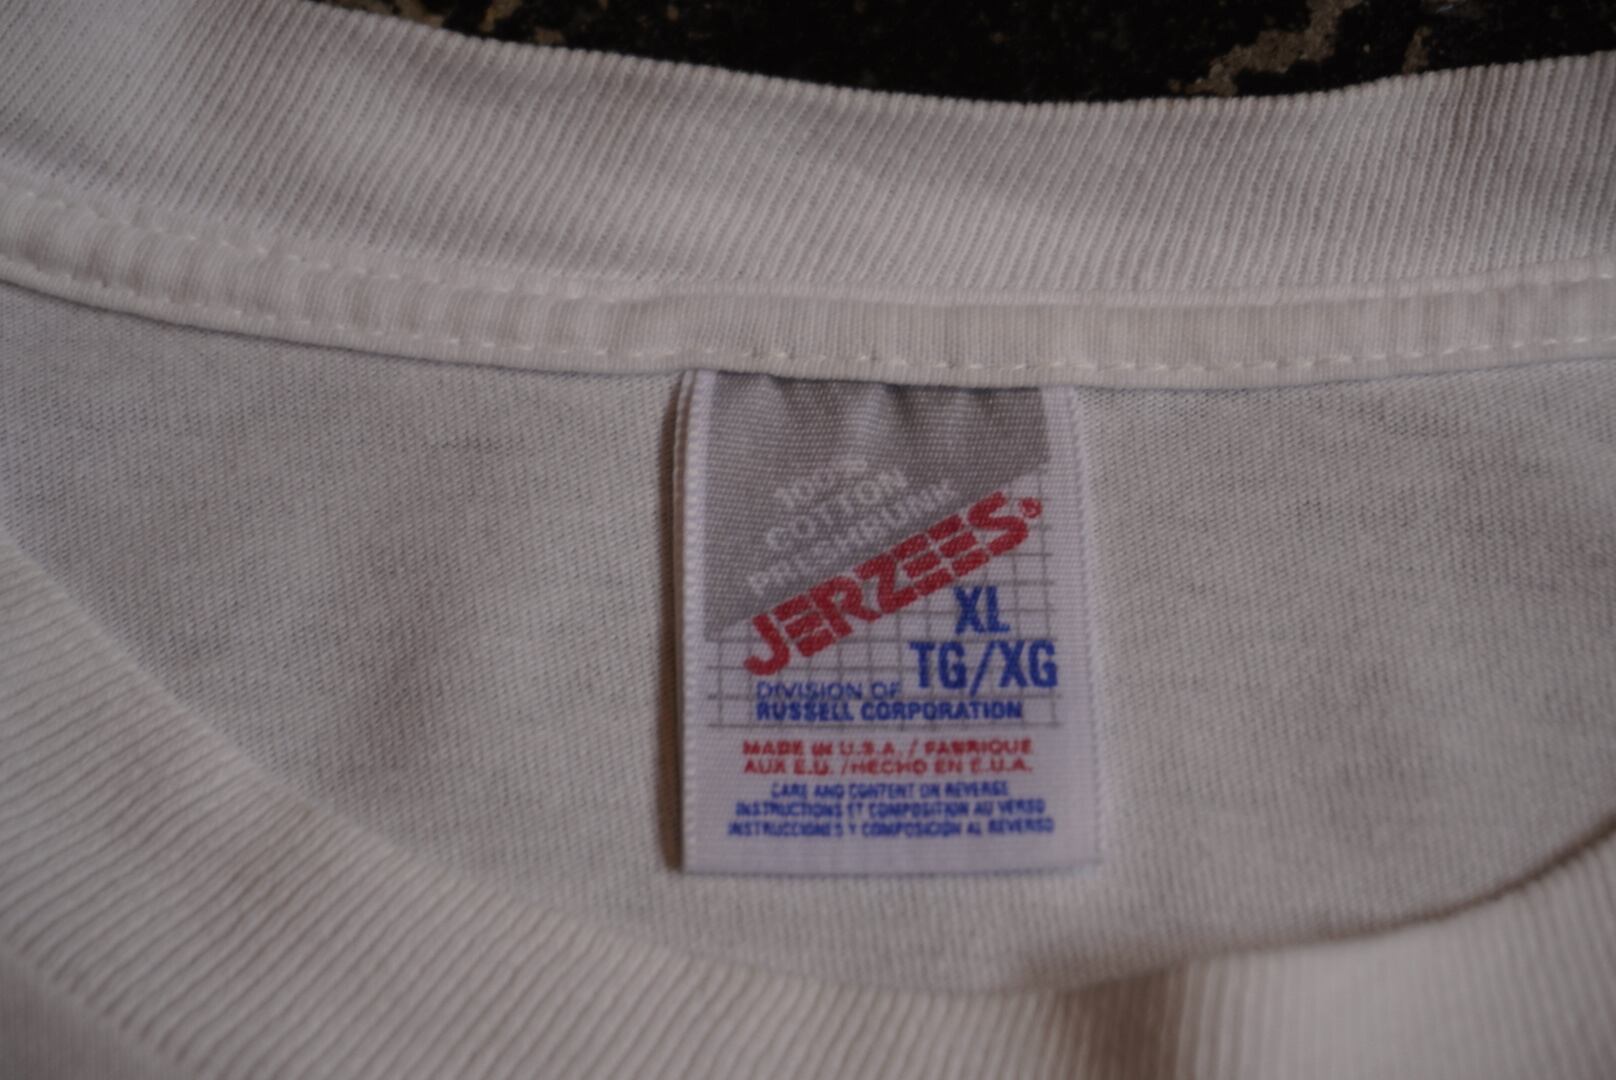 100%
COTTON
PRESHRUNK
JERZEES®
XL
TG/XG
DIVISION OF
RUSSELL CORPORATION
MADE IN U.S.A. / FABRIQUE
AUX E.U. /HECHO EN E.U.A.
CARE AND CONTENT ON REVERSE
INSTRUCTIONS ET COMPOSITION AU VERSO
INSTRUCCIONES Y COMPOSICION AL REVERSO